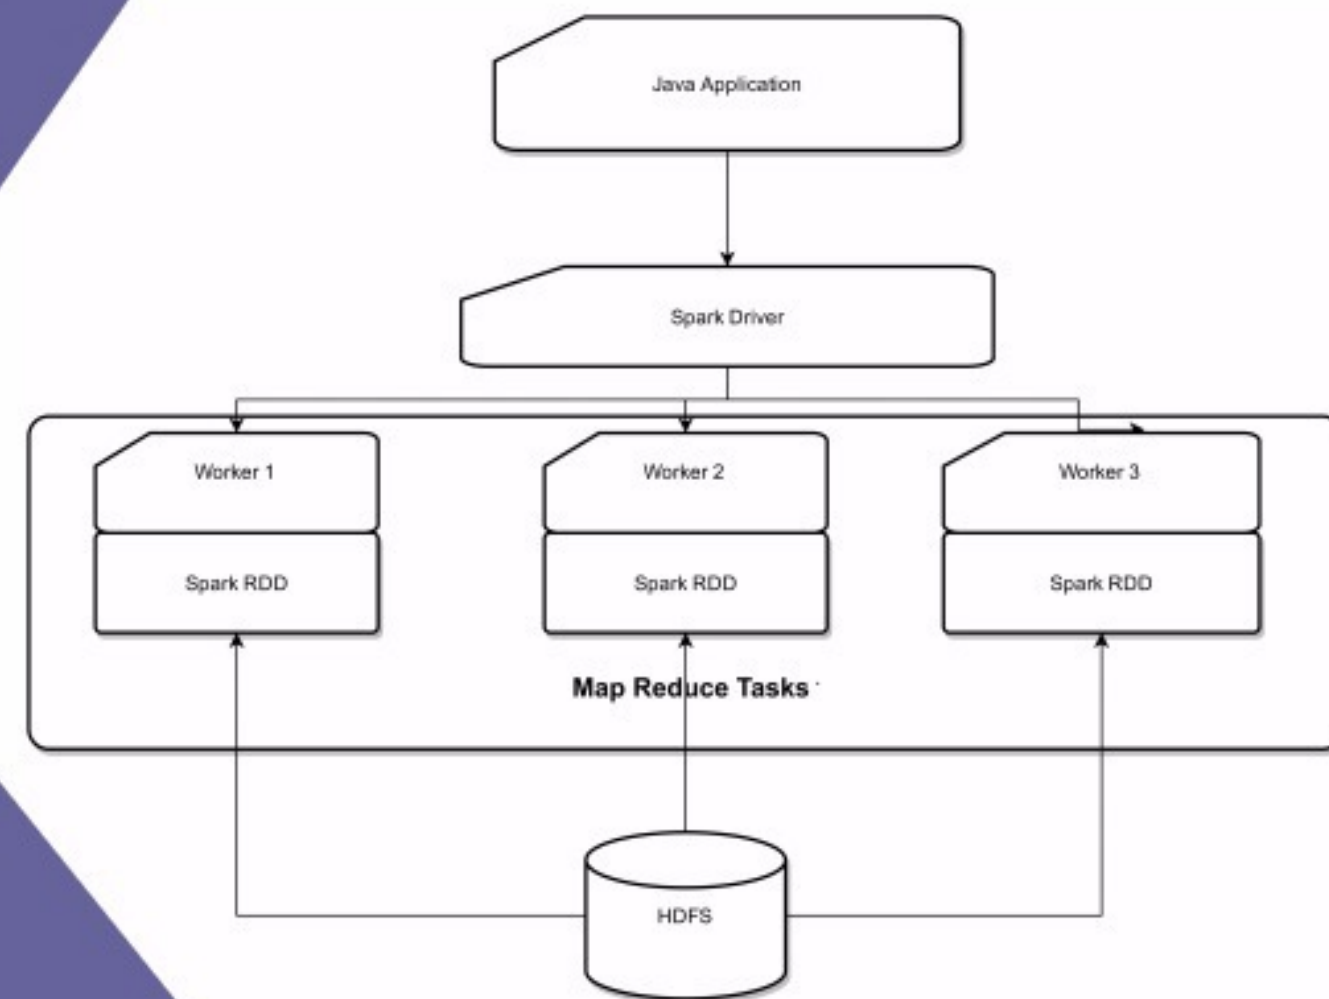 Java Application
Spark Driver
Worker 1
Worker 2
Worker 3
Spark RDD
Spark RDD
Spark RDD
Map Reduce Tasks
HDFS